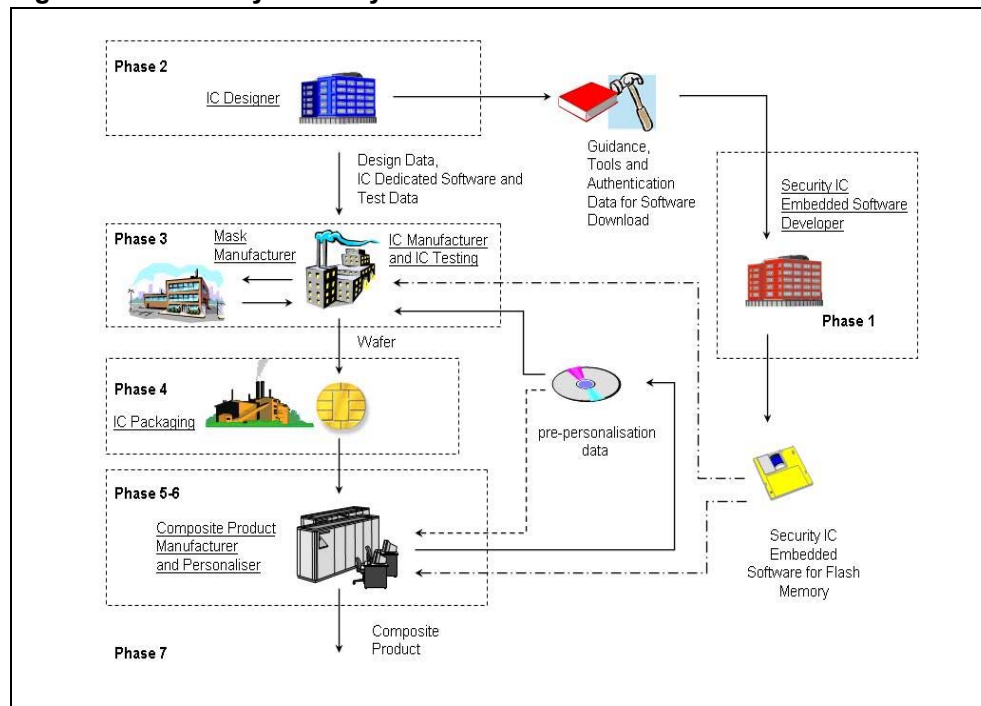 Phase 2
IC Designer
Design Data,
IC Dedicated Software and
Test Data
Guidance,
Tools and
Authentication
Data for Software
Download
Security IC
Embedded Software
Developer
Phase 1
Phase 3
Mask
Manufacturer
IC Manufacturer
and IC Testing
Wafer
Phase 4
IC Packaging
pre-personalisation
data
Phase 5-6
Composite Product
Manufacturer
and Personaliser
Security IC
Embedded
Software for Flash
Memory
Composite
Product
Phase 7